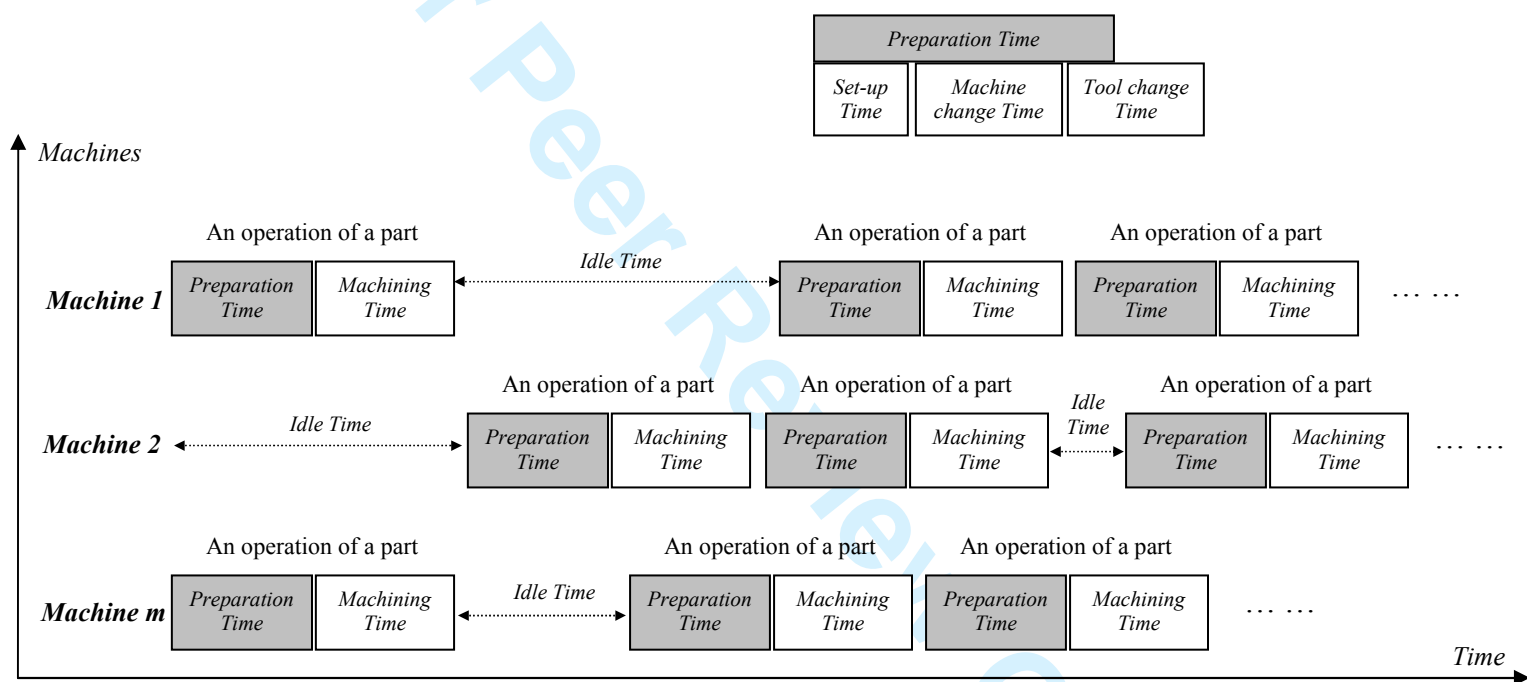 Preparation Time
Set-up Time
Machine change Time
Tool change Time
Machines
An operation of a part
An operation of a part
An operation of a part
Machine 1
Preparation Time
Machining Time
Idle Time
Preparation Time
Machining Time
Preparation Time
Machining Time
... ...
An operation of a part
An operation of a part
An operation of a part
Machine 2
Idle Time
Preparation Time
Machining Time
Preparation Time
Machining Time
Idle Time
Preparation Time
Machining Time
... ...
An operation of a part
An operation of a part
An operation of a part
Machine m
Preparation Time
Machining Time
Idle Time
Preparation Time
Machining Time
Preparation Time
Machining Time
... ...
Time
r Peer Review O